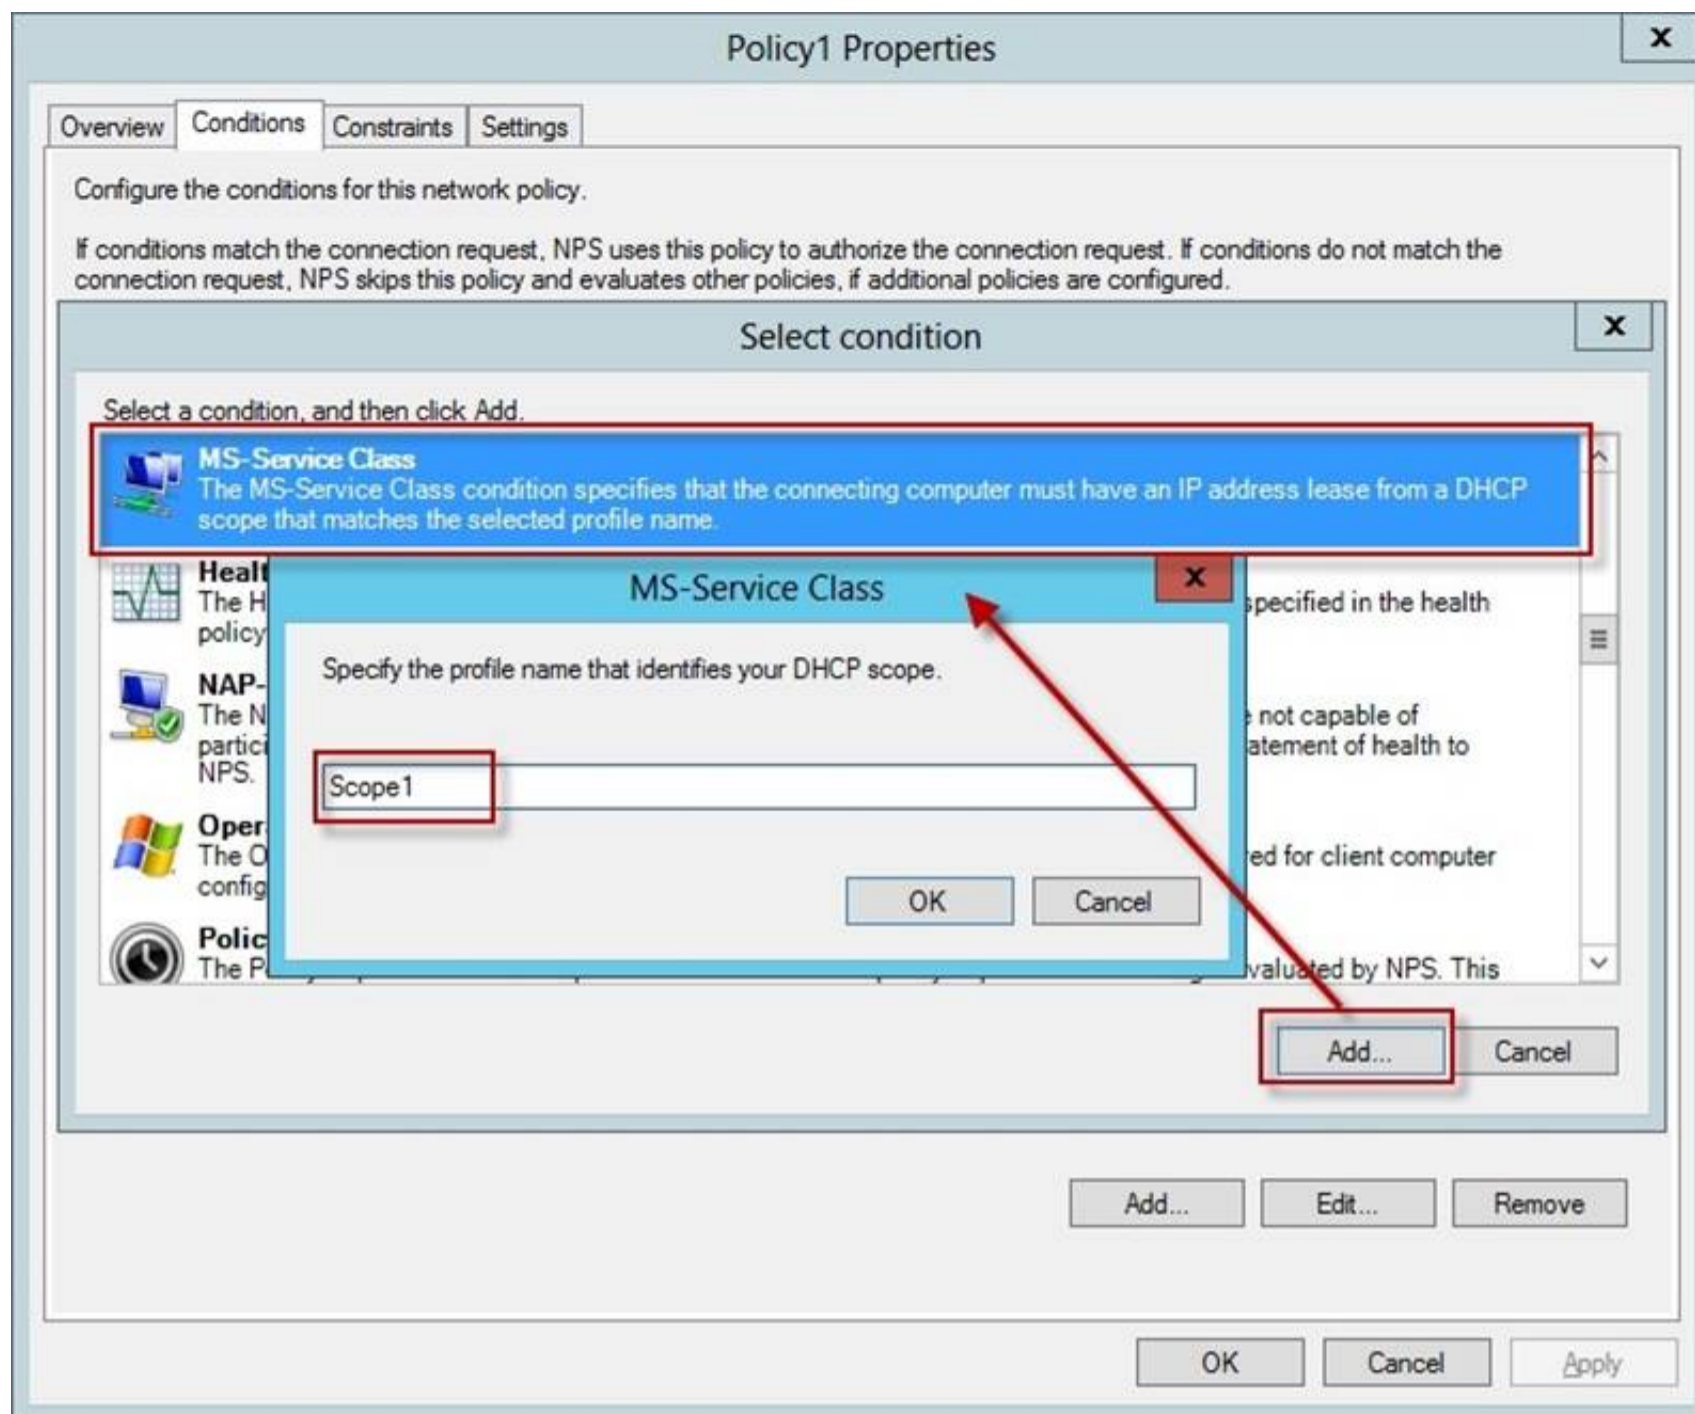 Policy1 Properties
Overview
Conditions
Constraints
Settings
Configure the conditions for this network policy.
If conditions match the connection request, NPS uses this policy to authorize the connection request. If conditions do not match the
connection request, NPS skips this policy and evaluates other policies, if additional policies are configured.
Select condition
Select a condition, and then click Add.
MS-Service Class
The MS-Service Class condition specifies that the connecting computer must have an IP address lease from a DHCP
scope that matches the selected profile name.
The
specified in the health
policy
MS-Service Class
Specify the profile name that identifies your DHCP scope.
NAP-
The
not capable of
atement of health to
NPS.
Scope1
The
ed for client computer
OK
Cancel
The
valuated by NPS. This
Add...
Cancel
Add...
Edit...
Remove
OK
Cancel
Apply